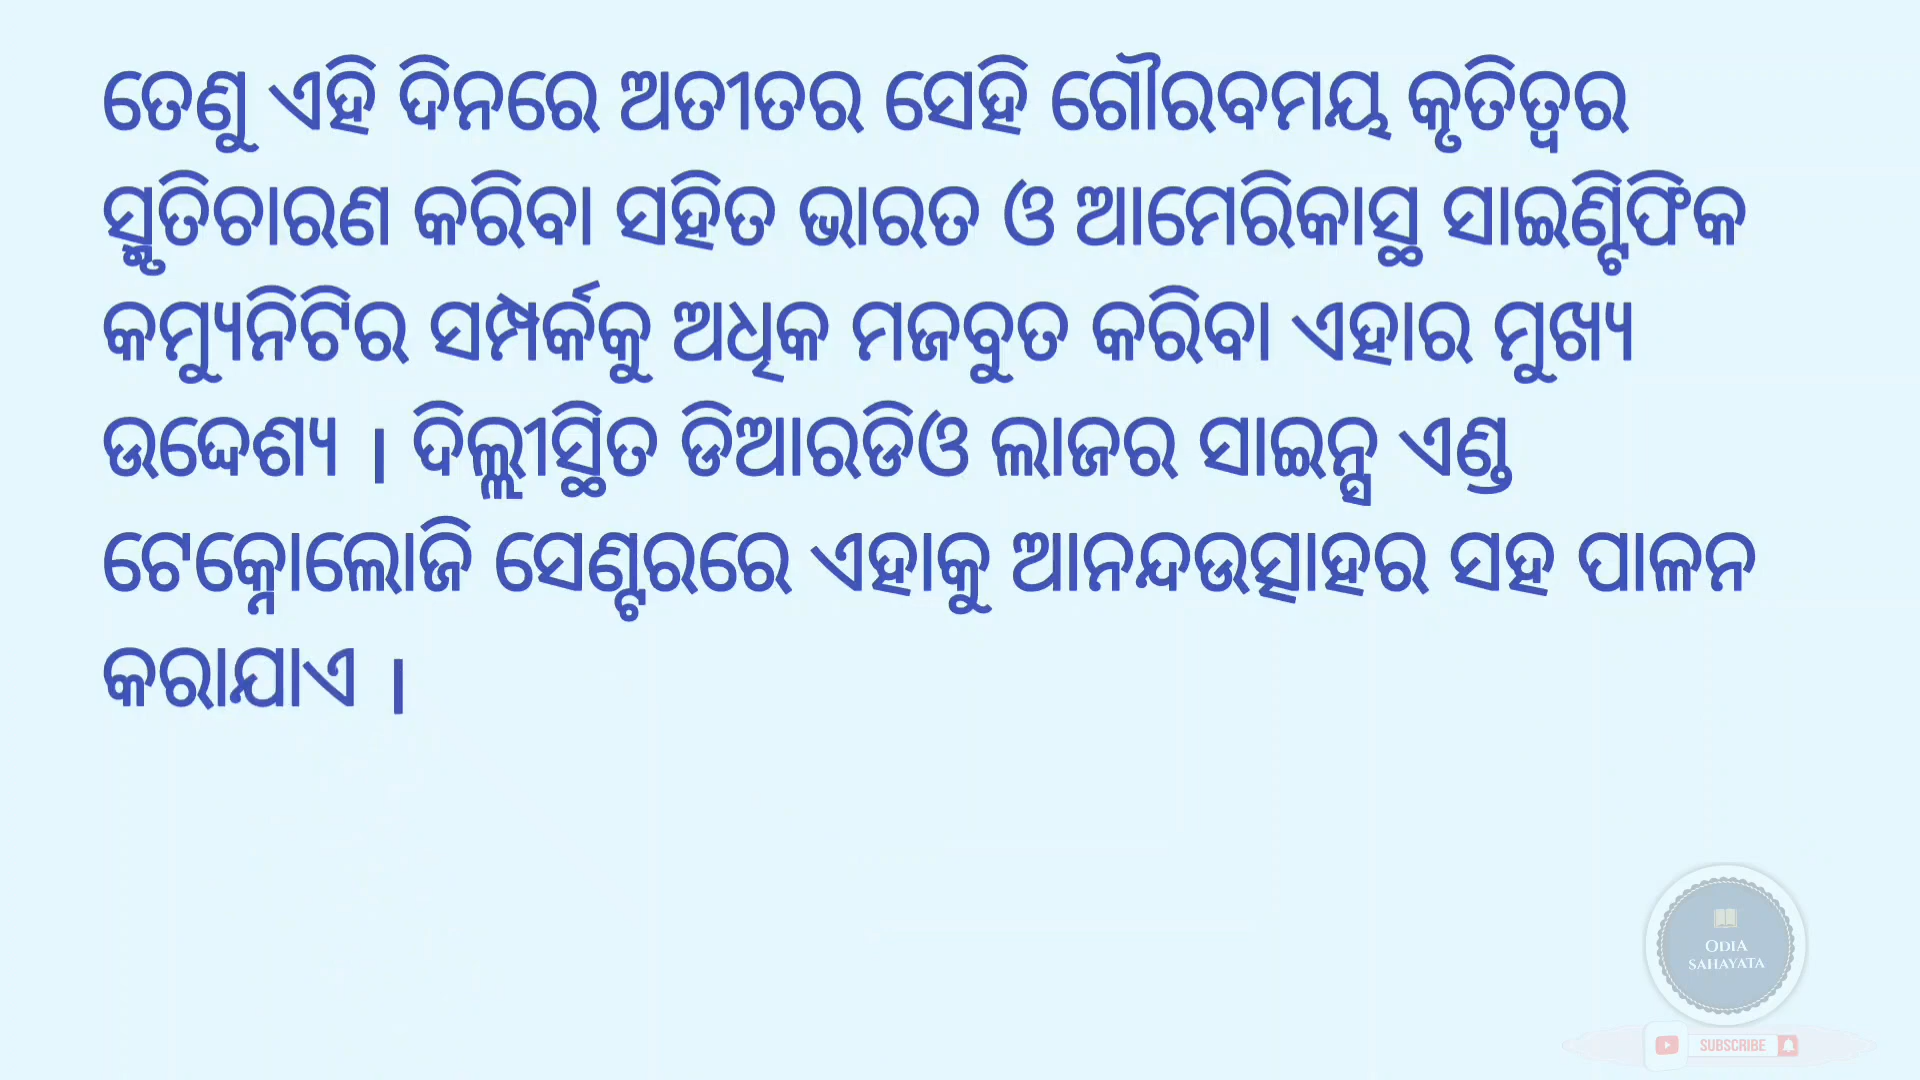 ତେଣୁ ଏହି ଦିନରେ ଅତୀତର ସେହି ଗୌରବମୟ କୃତିତ୍ୱର
ସ୍ମୃତିଚାରଣ କରିବା ସହିତ ଭାରତ ଓ ଆମେରିକାସ୍ଥ ସାଇଣ୍ଟିଫିକ
କମ୍ୟୁନିଟିର ସମ୍ପର୍କକୁ ଅଧିକ ମଜବୁତ କରିବା ଏହାର ମୁଖ୍ୟ
ଉଦ୍ଦେଶ୍ୟ । ଦିଲ୍ଲୀସ୍ଥିତ ଡିଆରଡିଓ ଲାଜର ସାଇନ୍ସ ଏଣ୍ଡ
ଟେକ୍ନୋଲୋଜି ସେଣ୍ଟରରେ ଏହାକୁ ଆନନ୍ଦଉତ୍ସାହର ସହ ପାଳନ
କରାଯାଏ ।
ODIA
SAHAYATA
SUBSCRIBE